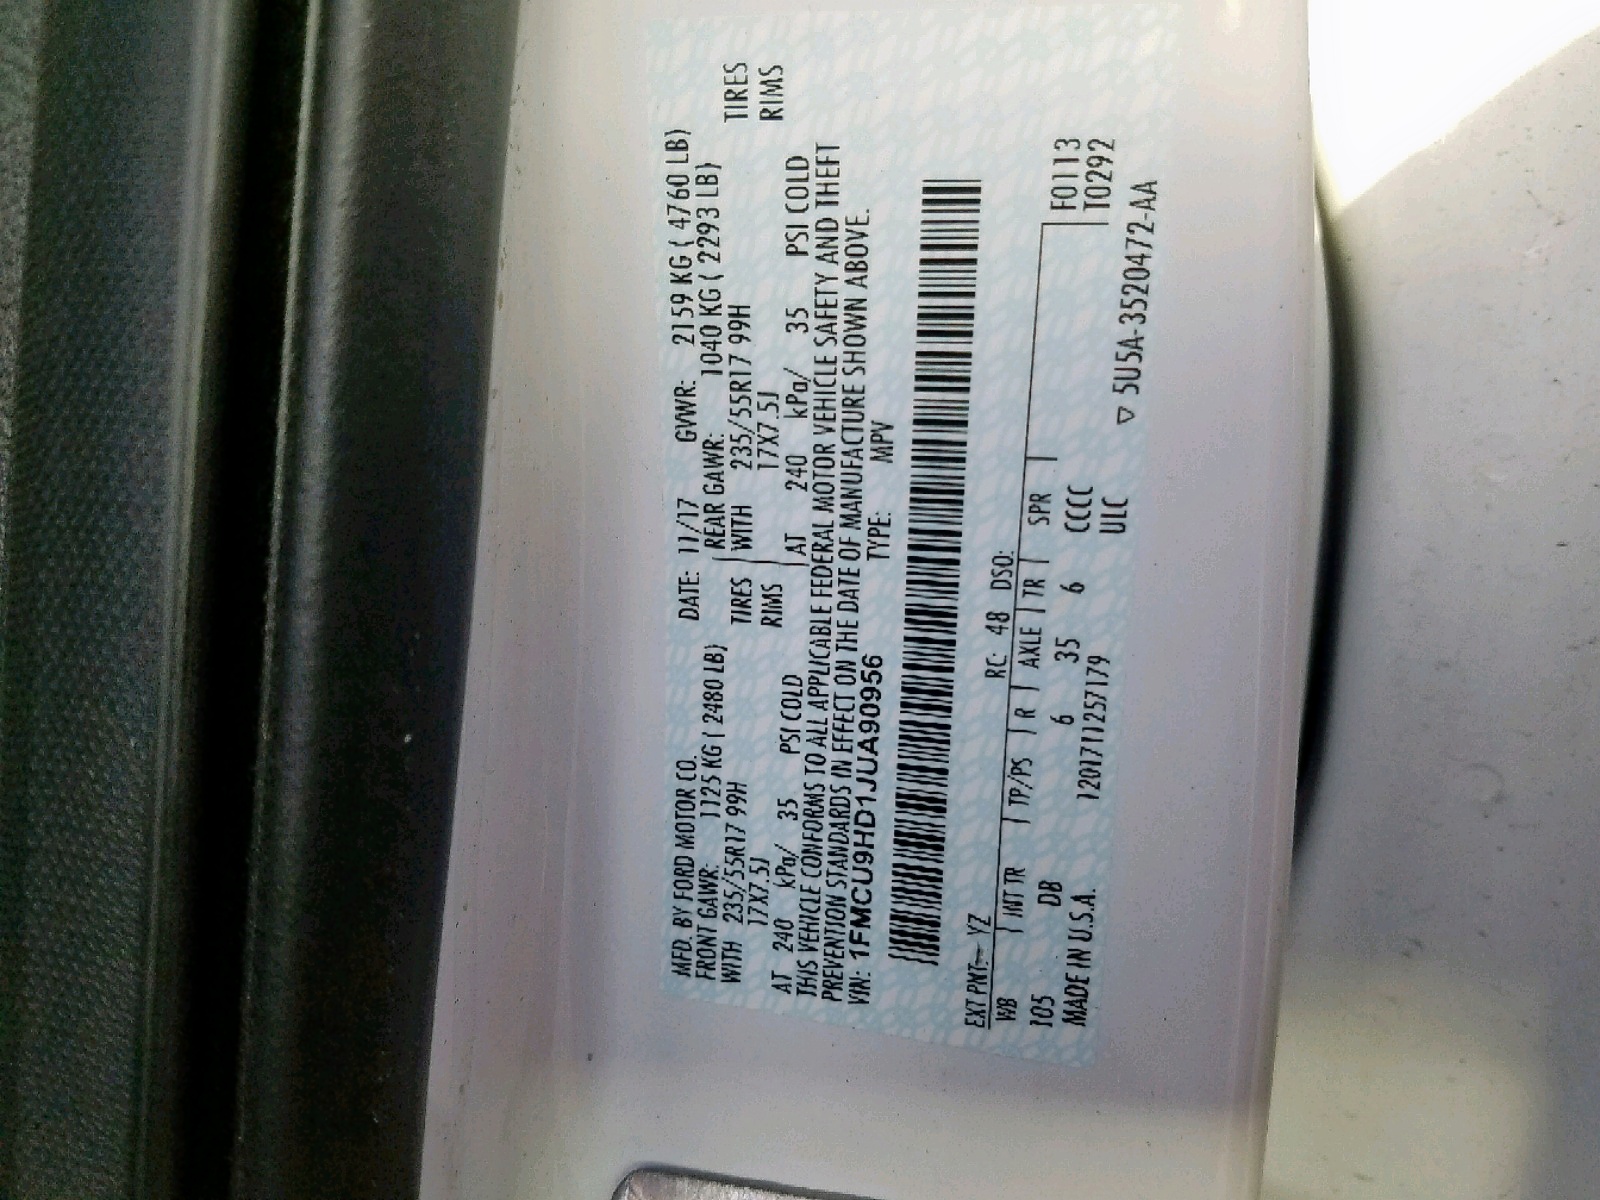 MFD. BY FORD MOTOR CO. DATE: 11/17 GVWR: 2159 KG ( 4760 LB)
FRONT GAWR: 1125 KG ( 2480 LB) REAR GAWR: 1040 KG ( 2293 LB)
WITH 235/55R17 99H TIRES WITH 235/55R17 99H TIRES
17X7.5J RIMS 17X7.5J RIMS
AT 240 kPa/ 35 PSI COLD AT 240 kPa/ 35 PSI COLD
THIS VEHICLE CONFORMS TO ALL APPLICABLE FEDERAL MOTOR VEHICLE SAFETY AND THEFT
PREVENTION STANDARDS IN EFFECT ON THE DATE OF MANUFACTURE SHOWN ABOVE.
VIN: 1FMCU9HD1JUA90956 TYPE: MPV
EXT PNT: YZ RC: 48 DSO:
WB INT TR TP/PS R AXLE TR SPR F0113
105 DB 6 35 6 CCCC T0292
MADE IN U.S.A. 1201711257179 ULC
▽ 5U5A-3520472-AA